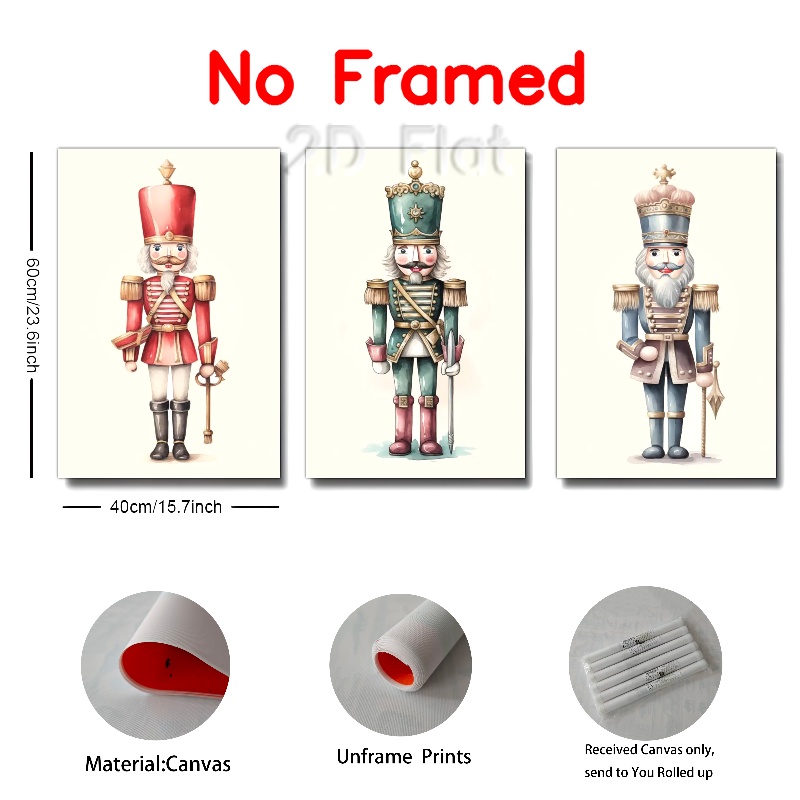 No Framed
2D Flat
60cm/23.6inch
40cm/15.7inch
Material:Canvas
Unframe Prints
Received Canvas only,
send to You Rolled up